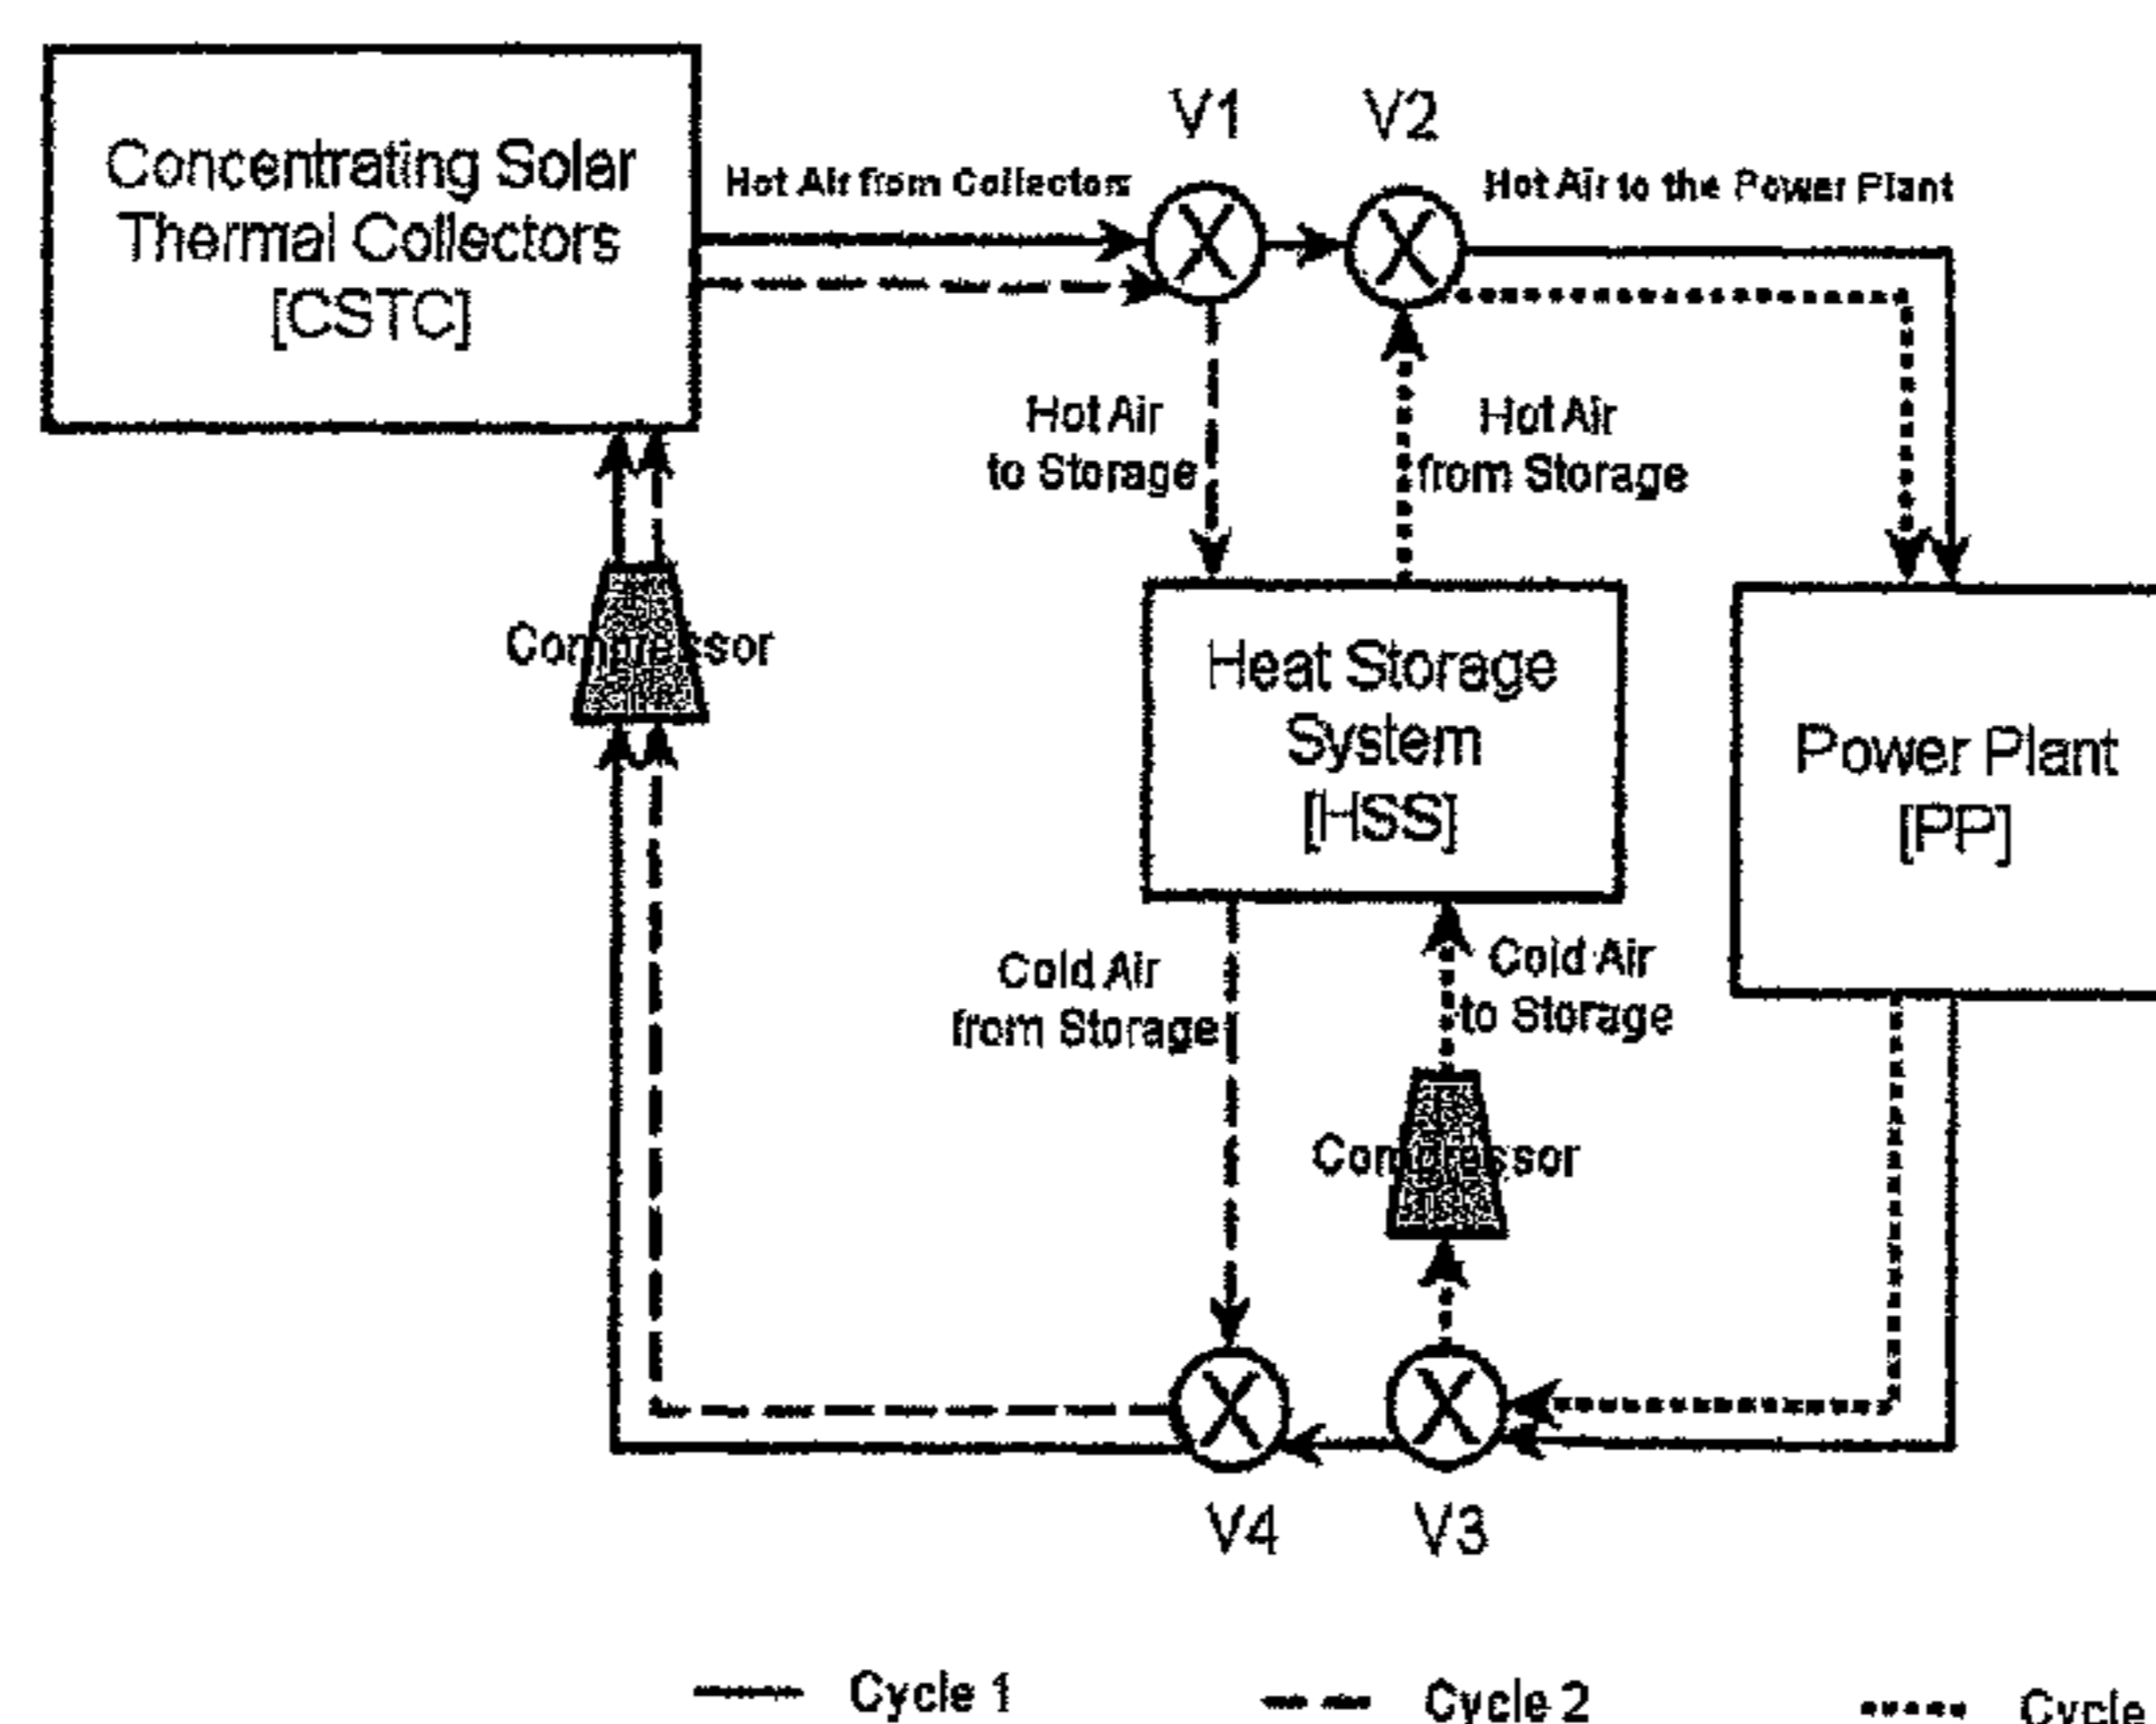 V1
V2
Concentrating Solar
Thermal Collectors
[CSTC]
Hot Air from Collectors
Hot Air to the Power Plant
Hot Air
to Storage
Hot Air
from Storage
Compressor
Heat Storage
System
[HSS]
Power Plant
[PP]
Cold Air
from Storage
Cold Air
to Storage
Compressor
V4
V3
Cycle 1
Cycle 2
Cycle